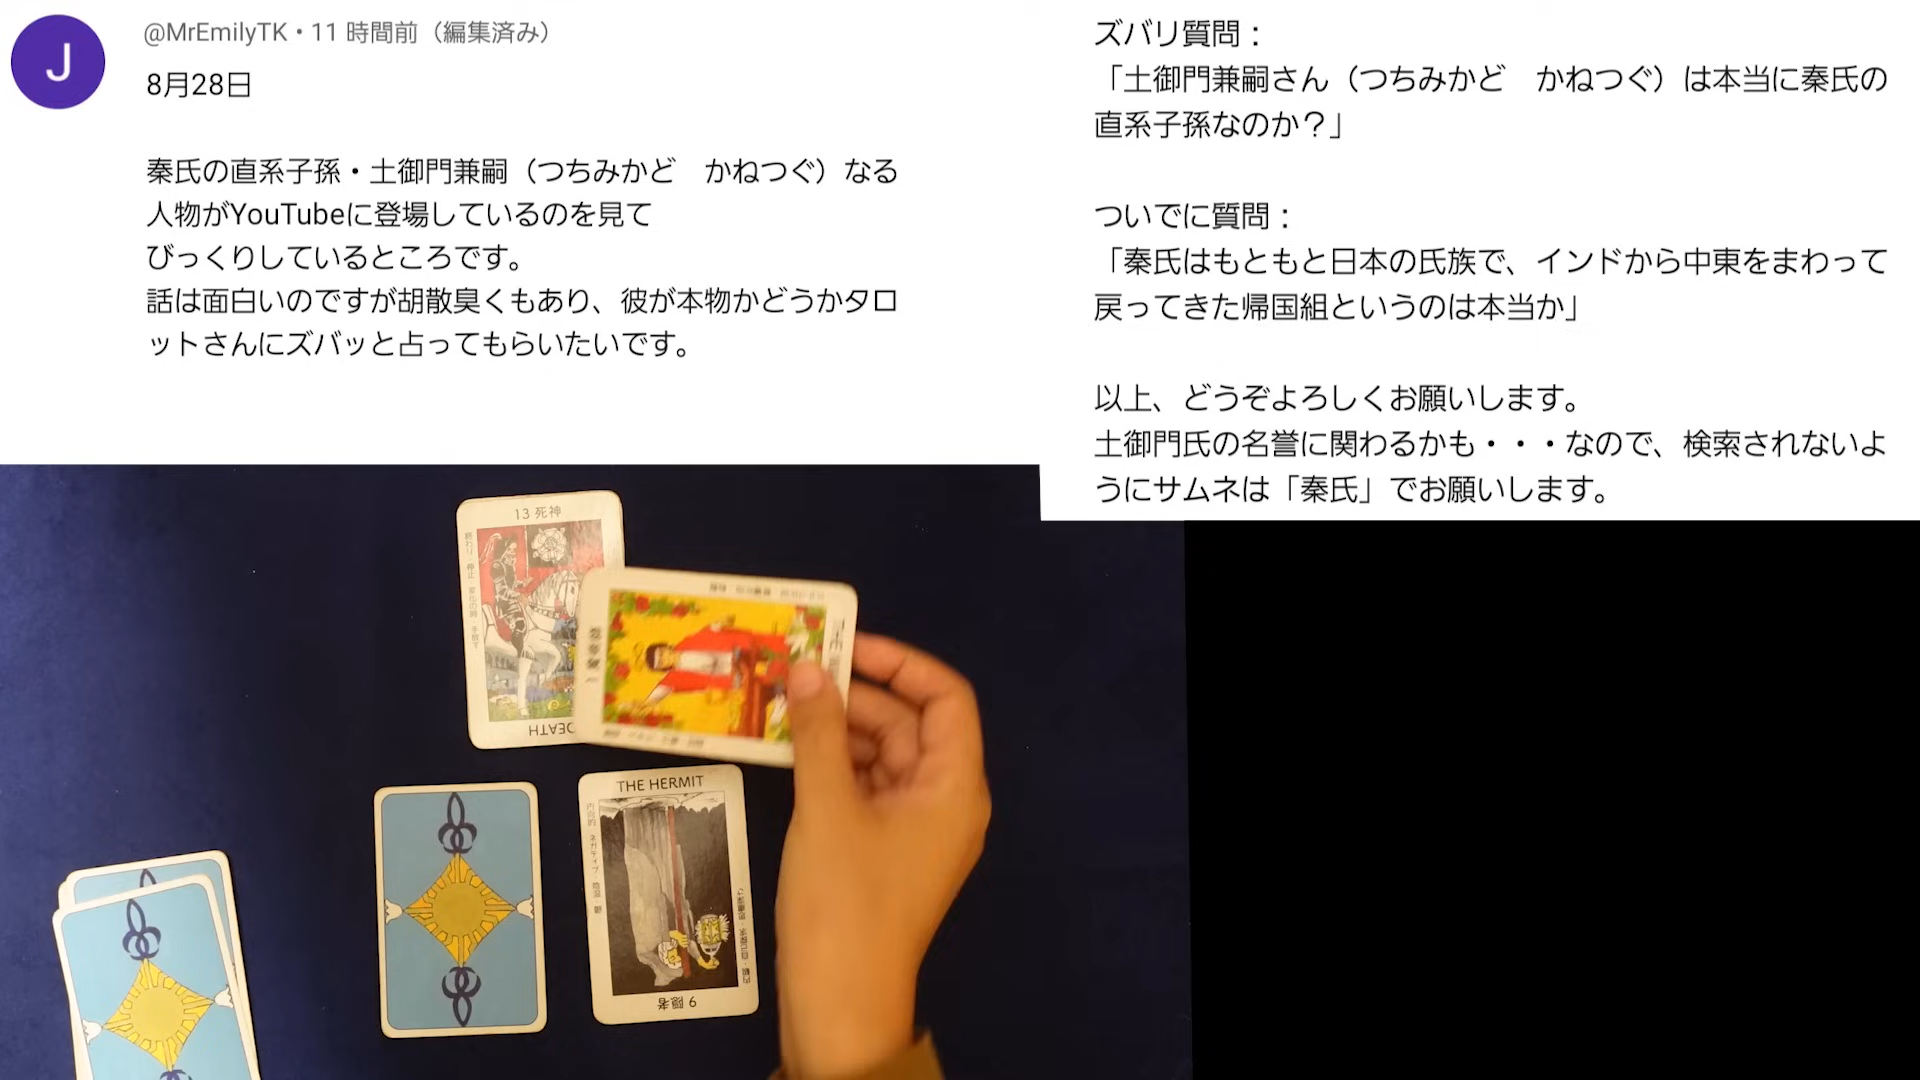 @MrEmilyTK・11 時間前（編集済み）
J
8月28日
秦氏の直系子孫・土御門兼嗣（つちみかど　かねつぐ）なる
人物がYouTubeに登場しているのを見て
びっくりしているところです。
話は面白いのですが胡散臭くもあり、彼が本物かどうかタロ
ットさんにズバッと占ってもらいたいです。
ズバリ質問：
「土御門兼嗣さん（つちみかど　かねつぐ）は本当に秦氏の
直系子孫なのか？」
ついでに質問：
「秦氏はもともと日本の氏族で、インドから中東をまわって
戻ってきた帰国組というのは本当か」
以上、どうぞよろしくお願いします。
土御門氏の名誉に関わるかも・・・なので、検索されないよ
うにサムネは「秦氏」でお願いします。
13 死神
DEATH
THE HERMIT
9 隠者